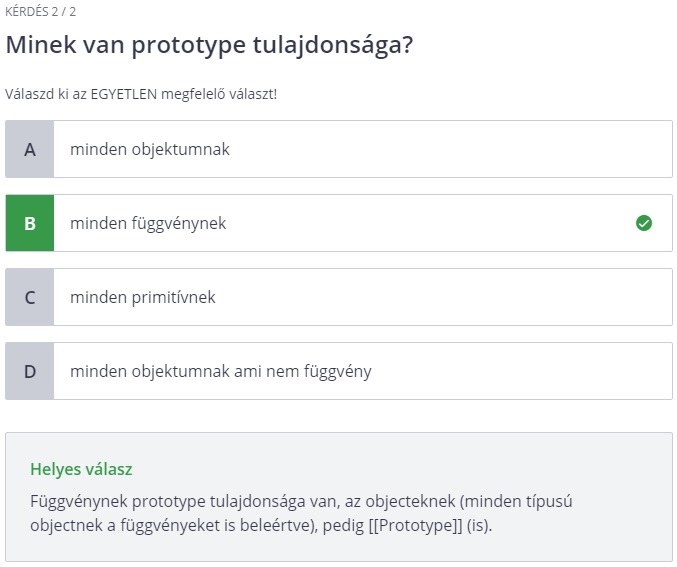 KÉRDÉS 2 / 2
Minek van prototype tulajdonsága?
Válaszd ki az EGYETLEN megfelelő választ!
A minden objektumnak
B minden függvénynek
C minden primitívnek
D minden objektumnak ami nem függvény
Helyes válasz
Függvénynek prototype tulajdonsága van, az objecteknek (minden típusú
objectnek a függvényeket is beleértve), pedig [[Prototype]] (is).